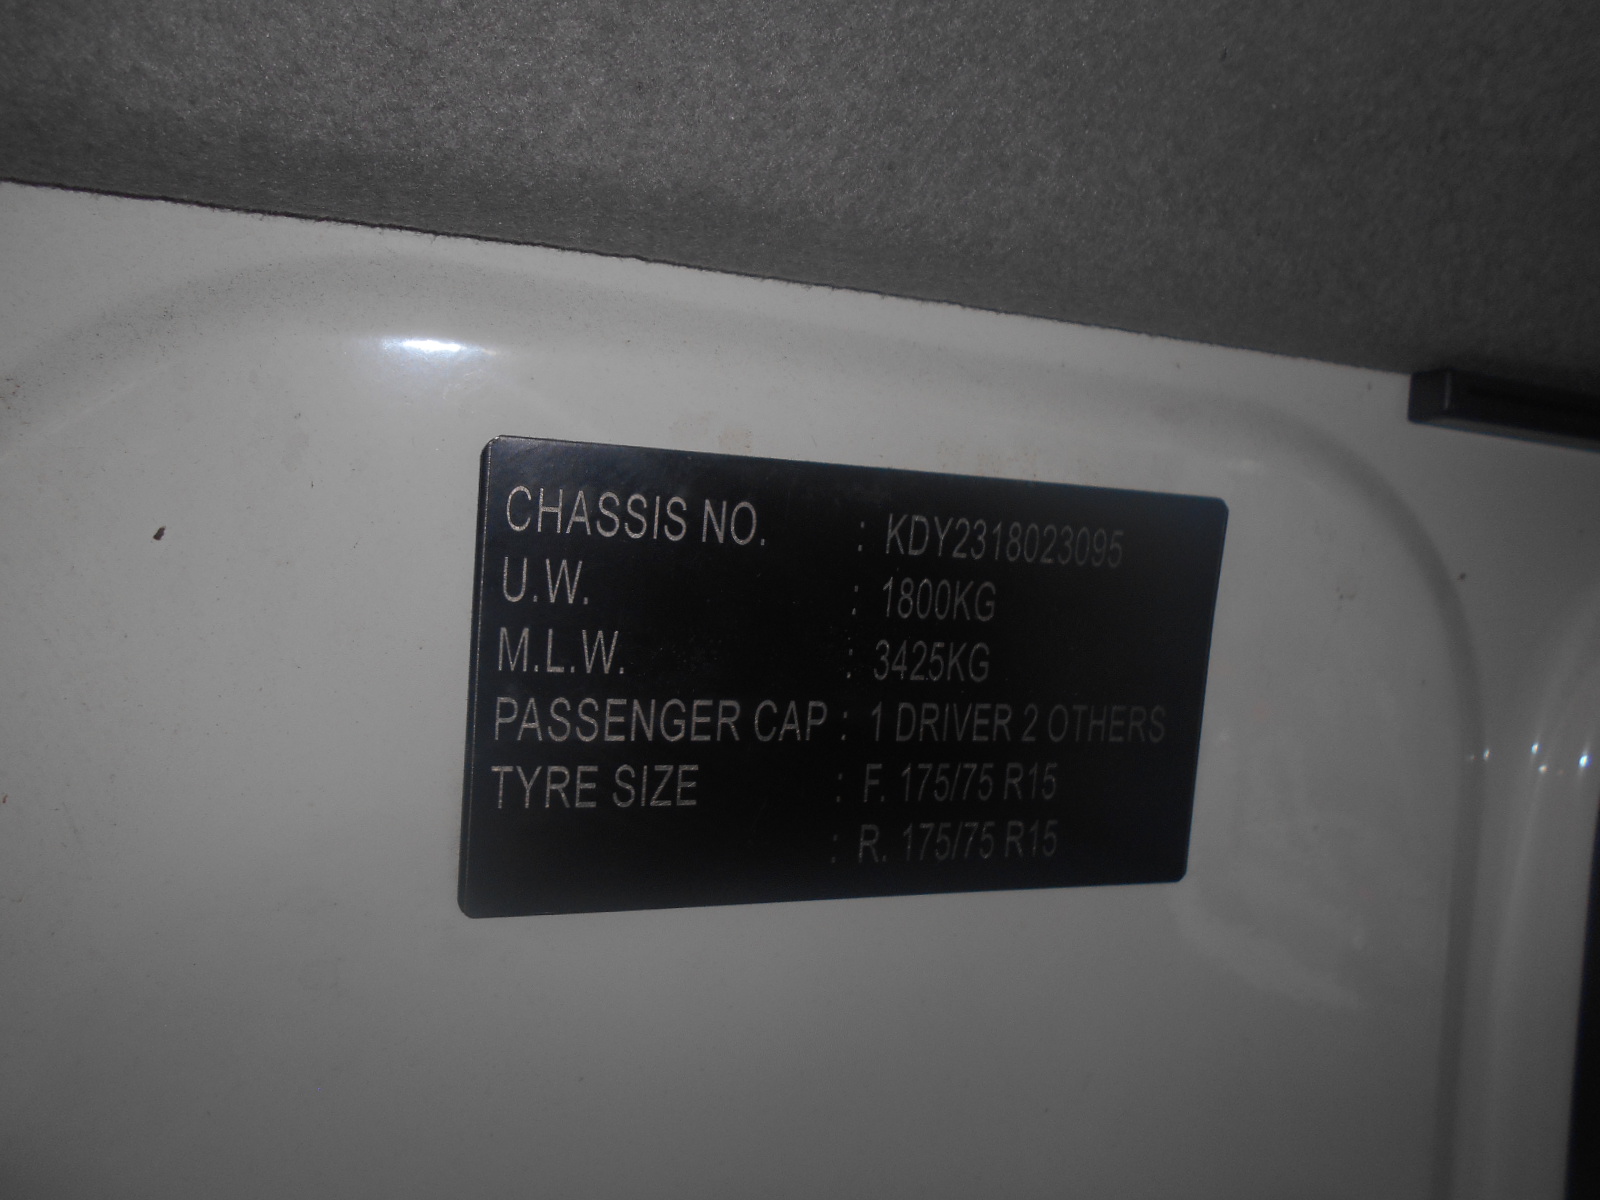 CHASSIS NO. : KDY2318023095
U.W. : 1800KG
M.L.W. : 3425KG
PASSENGER CAP : 1 DRIVER 2 OTHERS
TYRE SIZE : F. 175/75 R15
: R. 175/75 R15